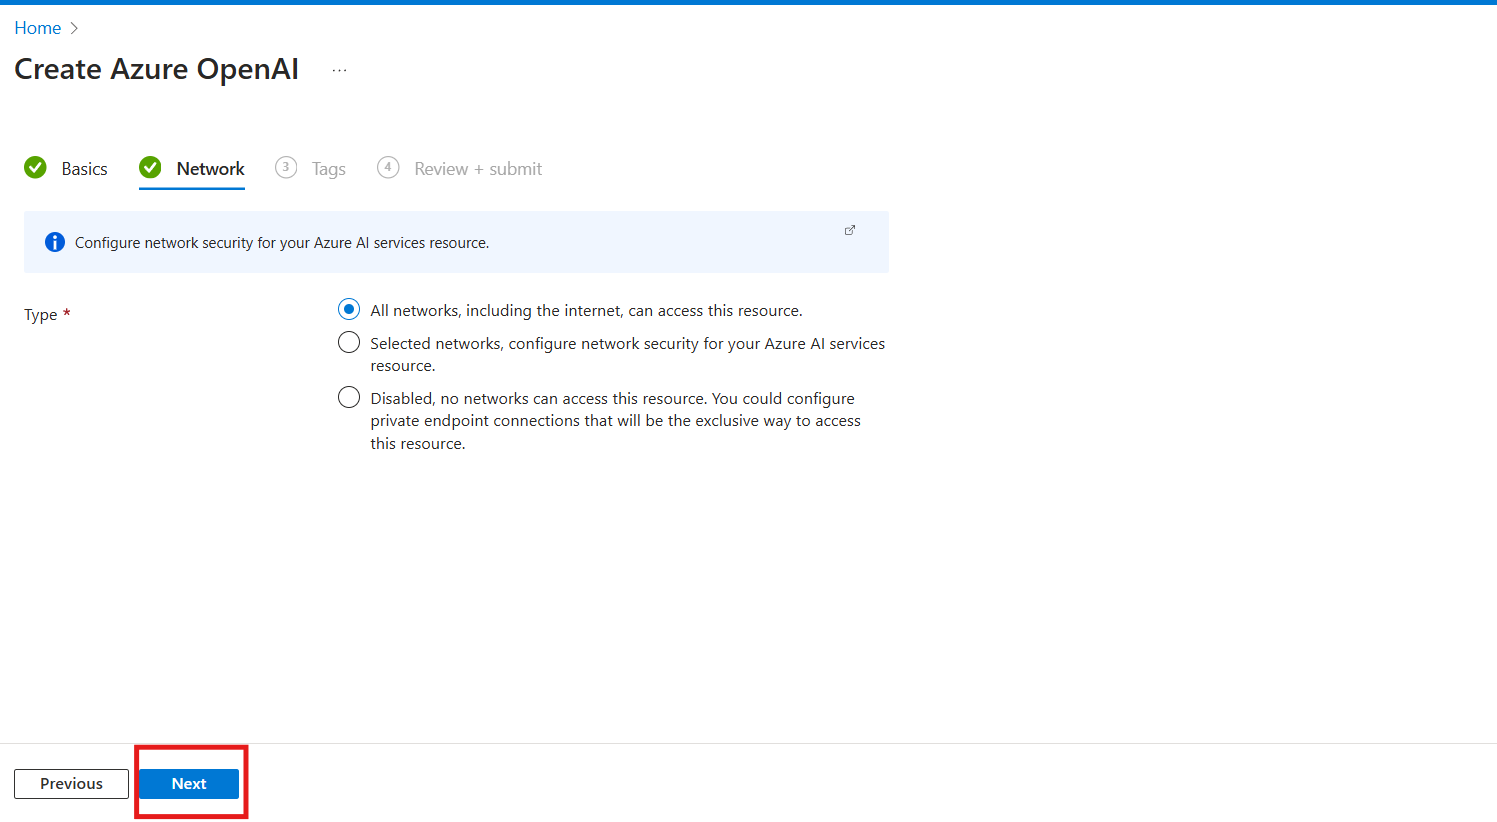 Home >
Create Azure OpenAI ...
Basics Network 3 Tags 4 Review + submit
Configure network security for your Azure AI services resource.
Type *
All networks, including the internet, can access this resource.
Selected networks, configure network security for your Azure AI services
resource.
Disabled, no networks can access this resource. You could configure
private endpoint connections that will be the exclusive way to access
this resource.
Previous Next